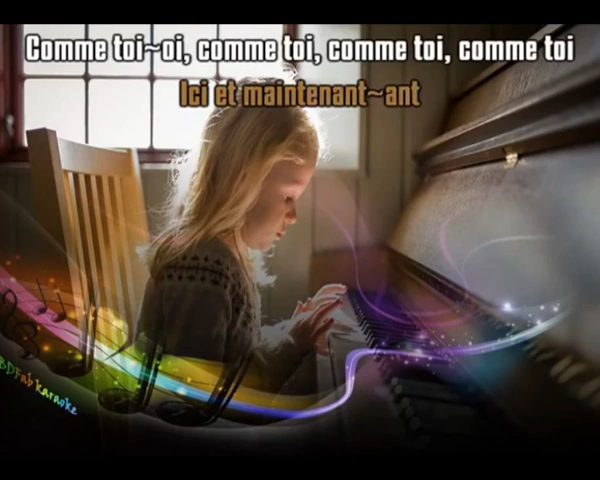 Comme toi~oi, comme toi, comme toi, comme toi
Ici et maintenant~ant
BDFab karaoke